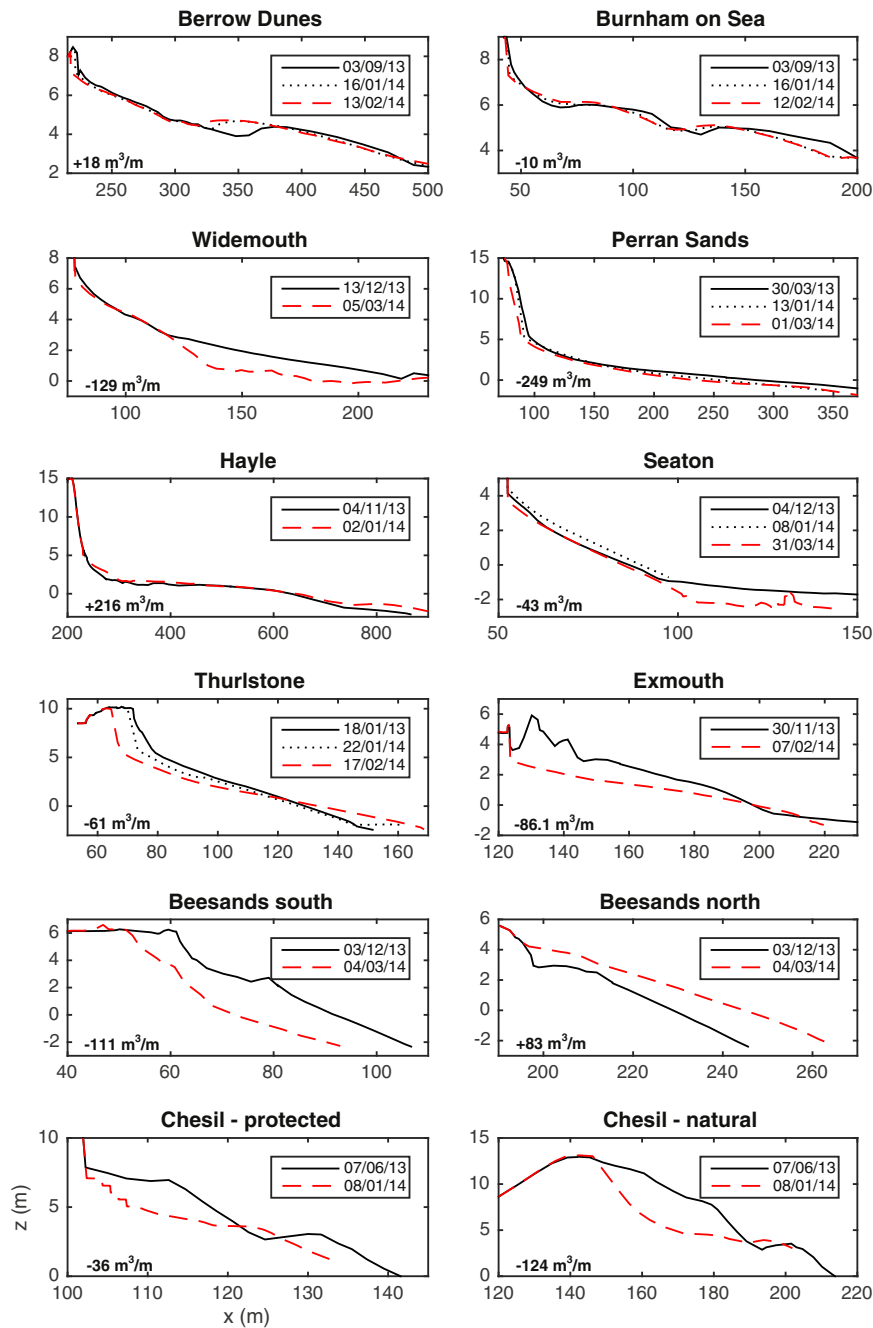 Berrow Dunes
8
6
4
2
03/09/13
16/01/14
13/02/14
+18 m³/m
250 300 350 400 450 500
Burnham on Sea
8
6
4
03/09/13
16/01/14
12/02/14
-10 m³/m
50 100 150 200
Widemouth
8
6
4
2
0
13/12/13
05/03/14
-129 m³/m
100 150 200
Perran Sands
15
10
5
0
30/03/13
13/01/14
01/03/14
-249 m³/m
100 150 200 250 300 350
Hayle
15
10
5
0
04/11/13
02/01/14
+216 m³/m
200 400 600 800
Seaton
4
2
0
-2
04/12/13
08/01/14
31/03/14
-43 m³/m
50 100 150
Thurlstone
10
5
0
18/01/13
22/01/14
17/02/14
-61 m³/m
60 80 100 120 140 160
Exmouth
6
4
2
0
-2
30/11/13
07/02/14
-86.1 m³/m
120 140 160 180 200 220
Beesands south
6
4
2
0
-2
03/12/13
04/03/14
-111 m³/m
40 60 80 100
Beesands north
6
4
2
0
-2
03/12/13
04/03/14
+83 m³/m
200 220 240 260
Chesil - protected
10
5
0
07/06/13
08/01/14
-36 m³/m
100 110 120 130 140
z (m)
x (m)
Chesil - natural
15
10
5
0
07/06/13
08/01/14
-124 m³/m
120 140 160 180 200 220